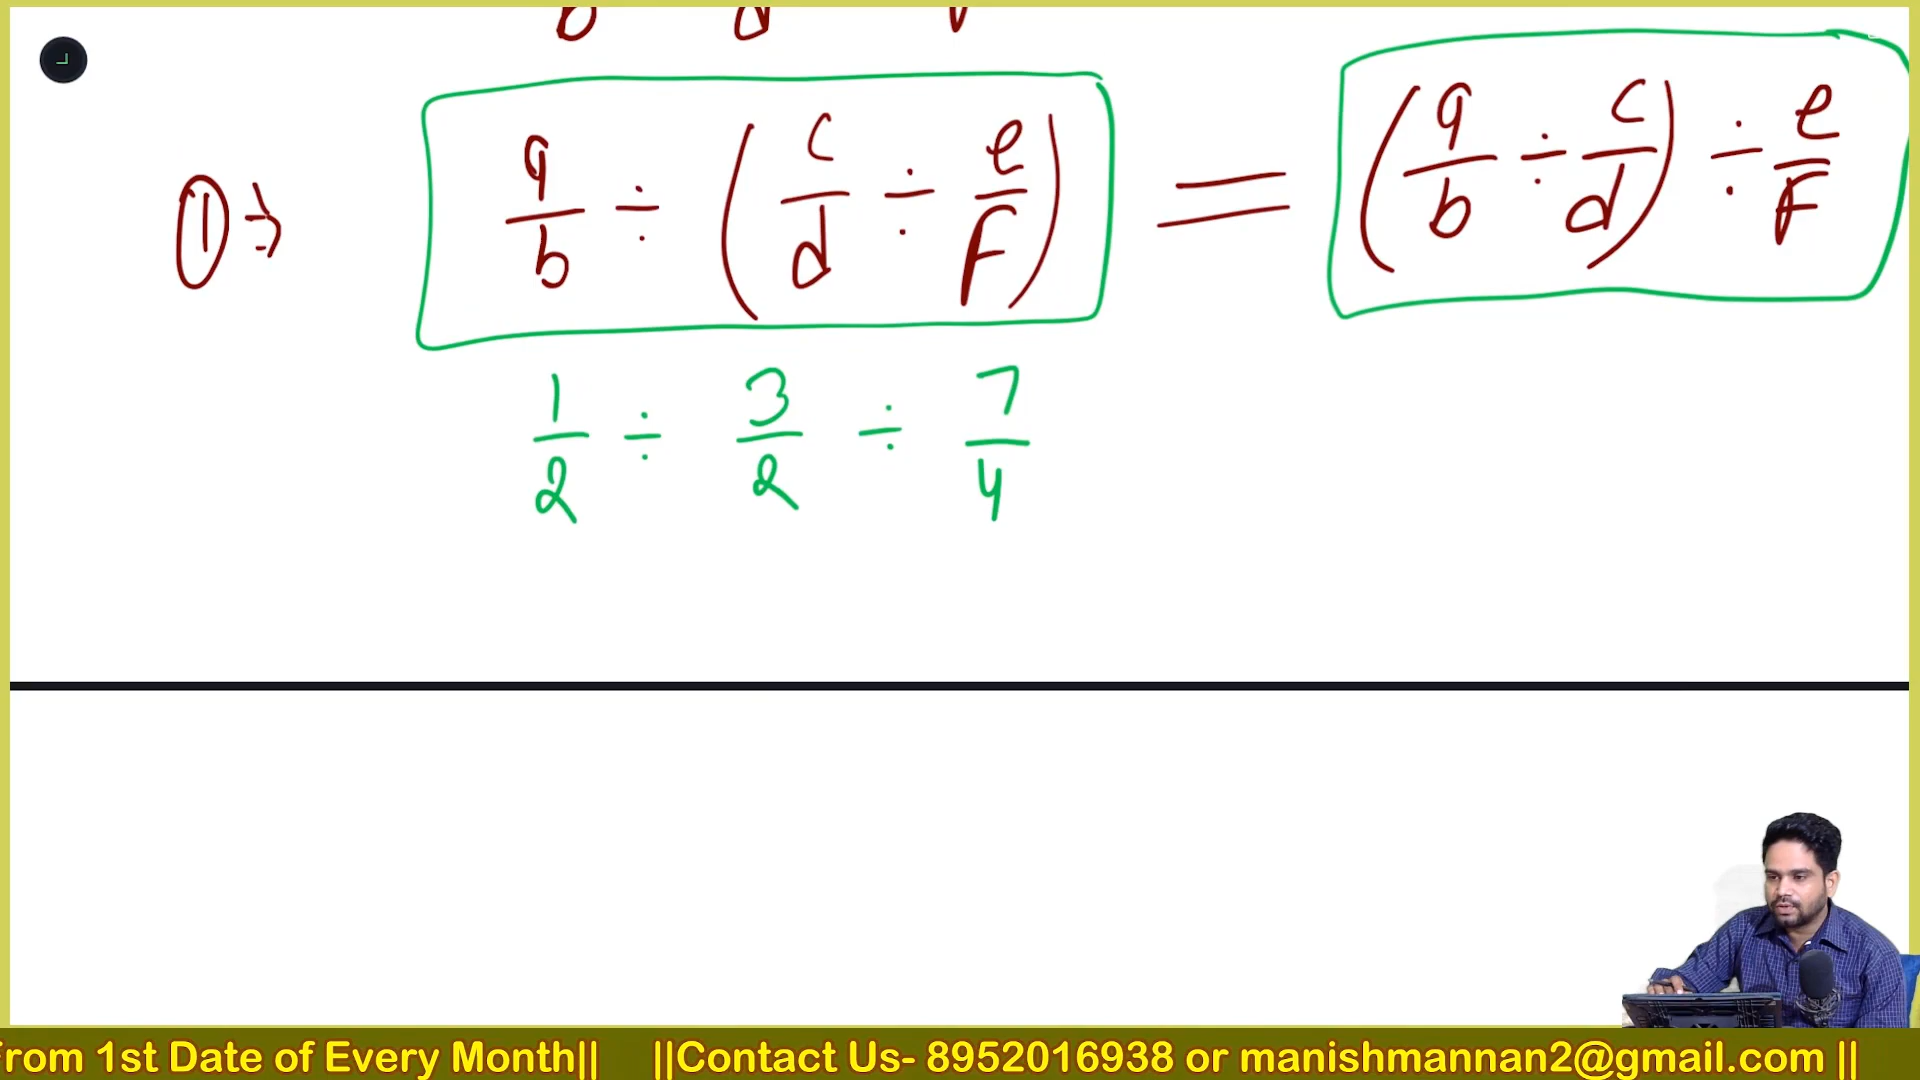 ① ⇒ a/b ÷ (c/d ÷ e/F) = (a/b ÷ c/d) ÷ e/F
1/2 ÷ 3/2 ÷ 7/4
From 1st Date of Every Month|| ||Contact Us- 8952016938 or manishmannan2@gmail.com ||